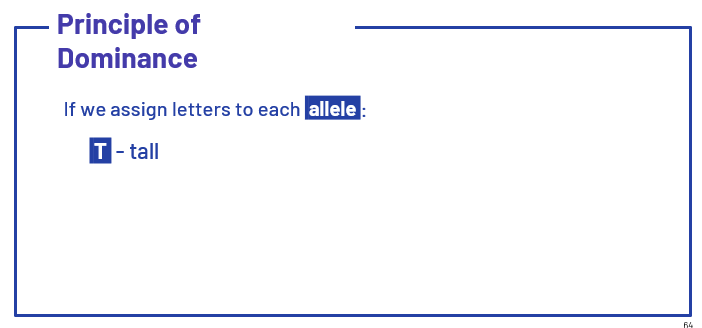 Principle of
Dominance
If we assign letters to each allele:
T - tall
64